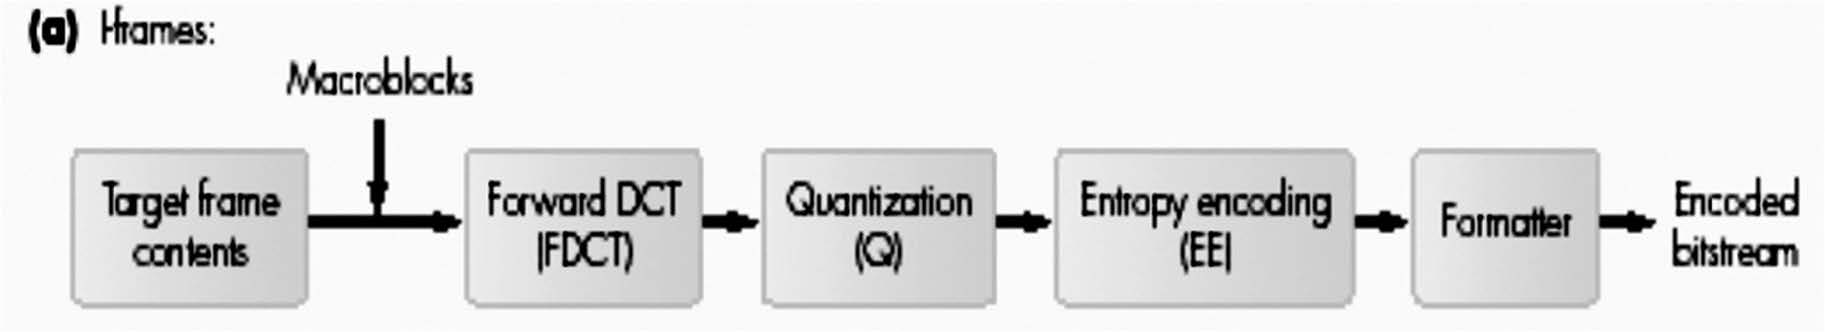 (a) I-frames:
Macroblocks
Target frame
contents
Forward DCT
(FDCT)
Quantization
(Q)
Entropy encoding
(EE)
Formatter
Encoded
bitstream